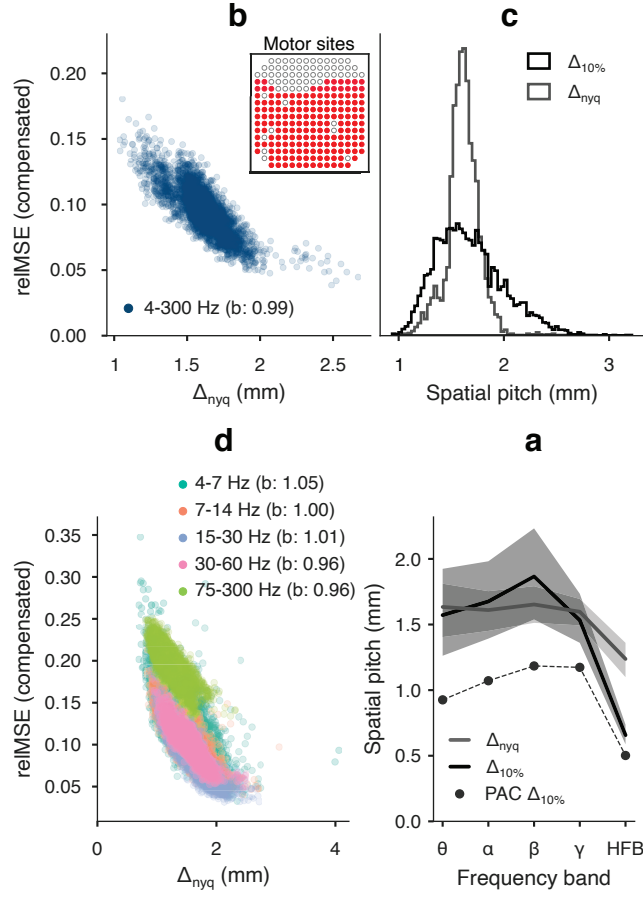 b
c
Motor sites
0.20
0.15
0.10
0.05
0.00
relMSE (compensated)
4-300 Hz (b: 0.99)
1
1.5
2
2.5
Δnyq (mm)
Δ10%
Δnyq
1
2
3
Spatial pitch (mm)
d
a
4-7 Hz (b: 1.05)
7-14 Hz (b: 1.00)
15-30 Hz (b: 1.01)
30-60 Hz (b: 0.96)
75-300 Hz (b: 0.96)
0.35
0.30
0.25
0.20
0.15
0.10
0.05
relMSE (compensated)
0
2
4
Δnyq (mm)
2.0
1.5
1.0
0.5
0.0
Spatial pitch (mm)
Δnyq
Δ10%
PAC Δ10%
θ
α
β
γ
HFB
Frequency band